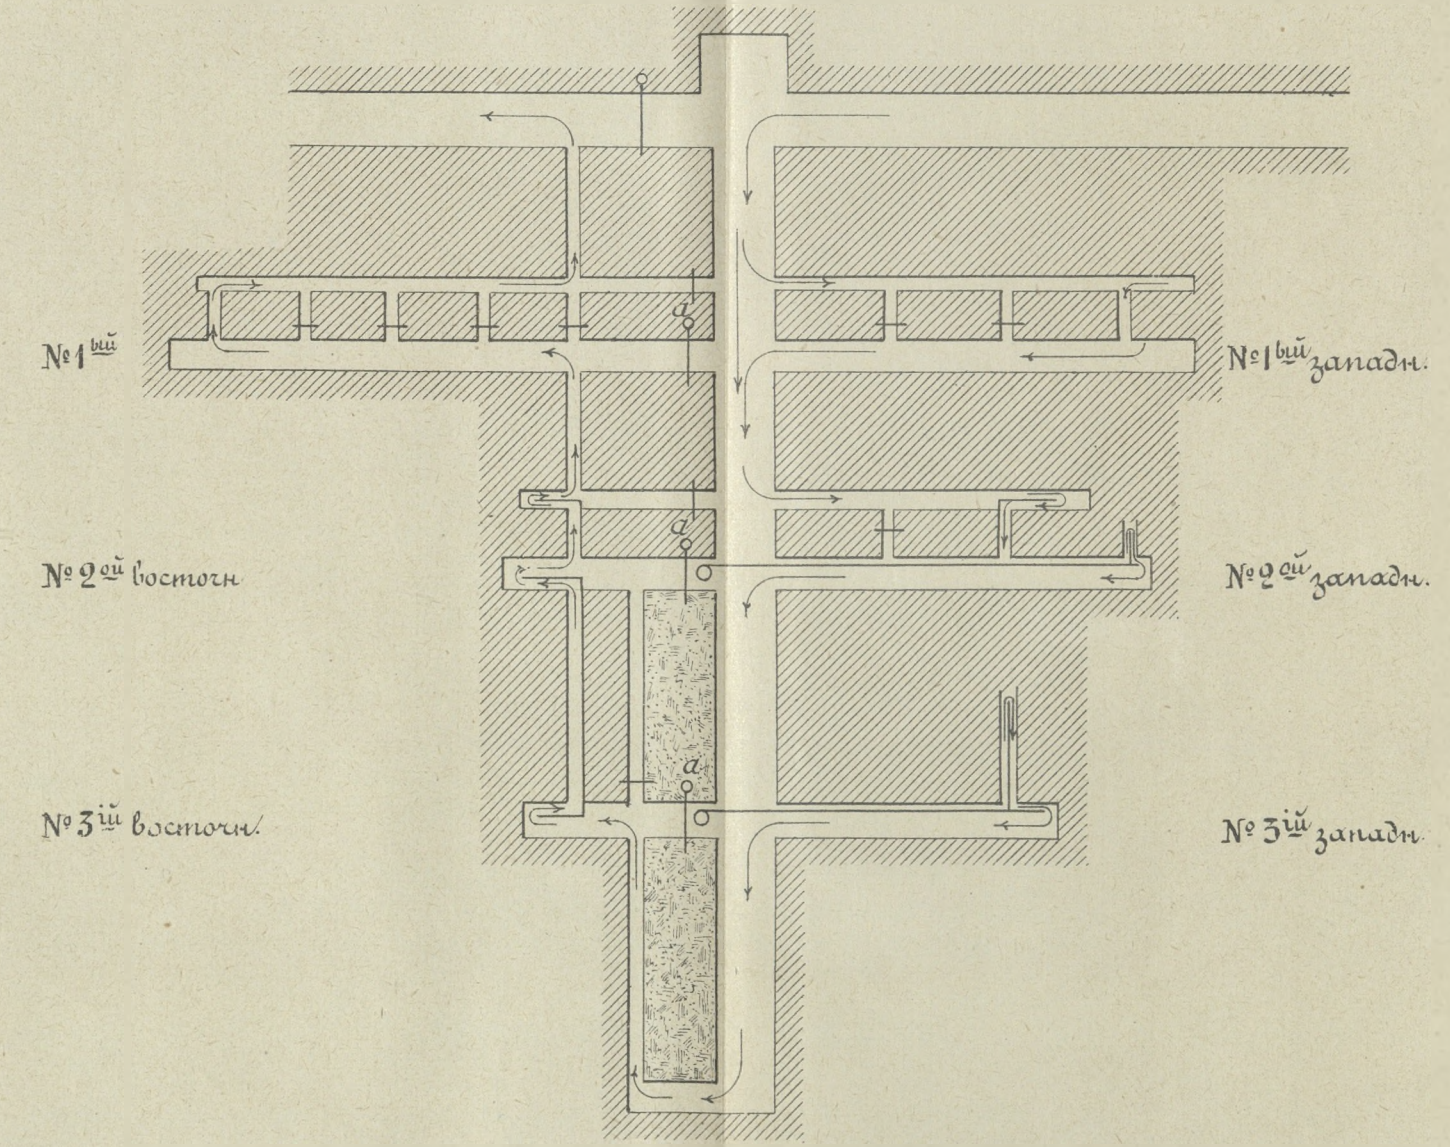 a
№1ый
№1ый западн.
a
№2ой восточн
№2ой западн.
a
№3ій восточн.
№3ій западн.